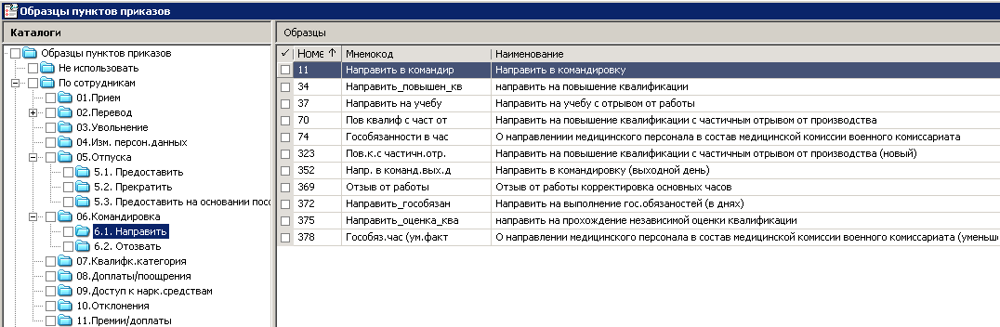 Образцы пунктов приказов
Каталоги
Образцы пунктов приказов
Не использовать
По сотрудникам
01.Прием
02.Перевод
03.Увольнение
04.Изм. персон.данных
05.Отпуска
5.1. Предоставить
5.2. Прекратить
5.3. Предоставить на основании посо
06.Командировка
6.1. Направить
6.2. Отозвать
07.Квалифк.категория
08.Доплаты/поощрения
09.Доступ к нарк.средствам
10.Отклонения
11.Премии/доплаты
Образцы
Номе Мнемокод Наименование
11 Направить в командир Направить в командировку
34 Направить_повышен_кв направить на повышение квалификации
37 Направить на учебу Направить на учебу с отрывом от работы
70 Пов квалиф с част от Направить на повышение квалификации с частичным отрывом от производства
74 Гособязанности в час О направлениии медицинского персонала в состав медицинской комиссии военного комиссариата
323 Пов.к.с частичн.отр. Направить на повышение квалификации с частичным отрывом от производства (новый)
352 Напр. в команд.вых.д Направить в командировку (выходной день)
369 Отзыв от работы Отзыв от работы корректировка основных часов
372 Направить_гособязан Направить на выполнение гос.обязаностей (в днях)
375 Направить_оценка_ква направить на прохождение независимой оценки квалификации
378 Гособяз.час (ум.факт О направлении медицинского персонала в состав медицинской комиссии военного комиссариата (уменьш